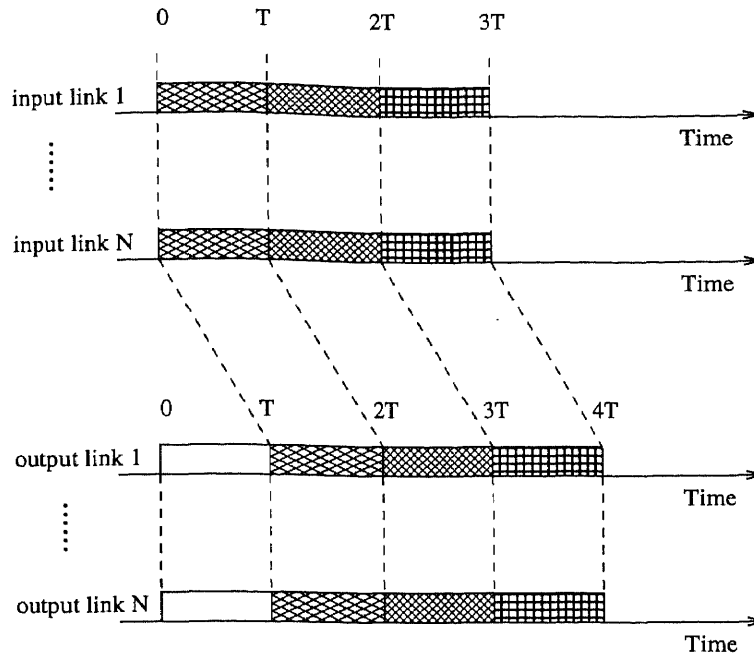 0 T 2T 3T
input link 1
Time
input link N
Time
0 T 2T 3T 4T
output link 1
Time
output link N
Time